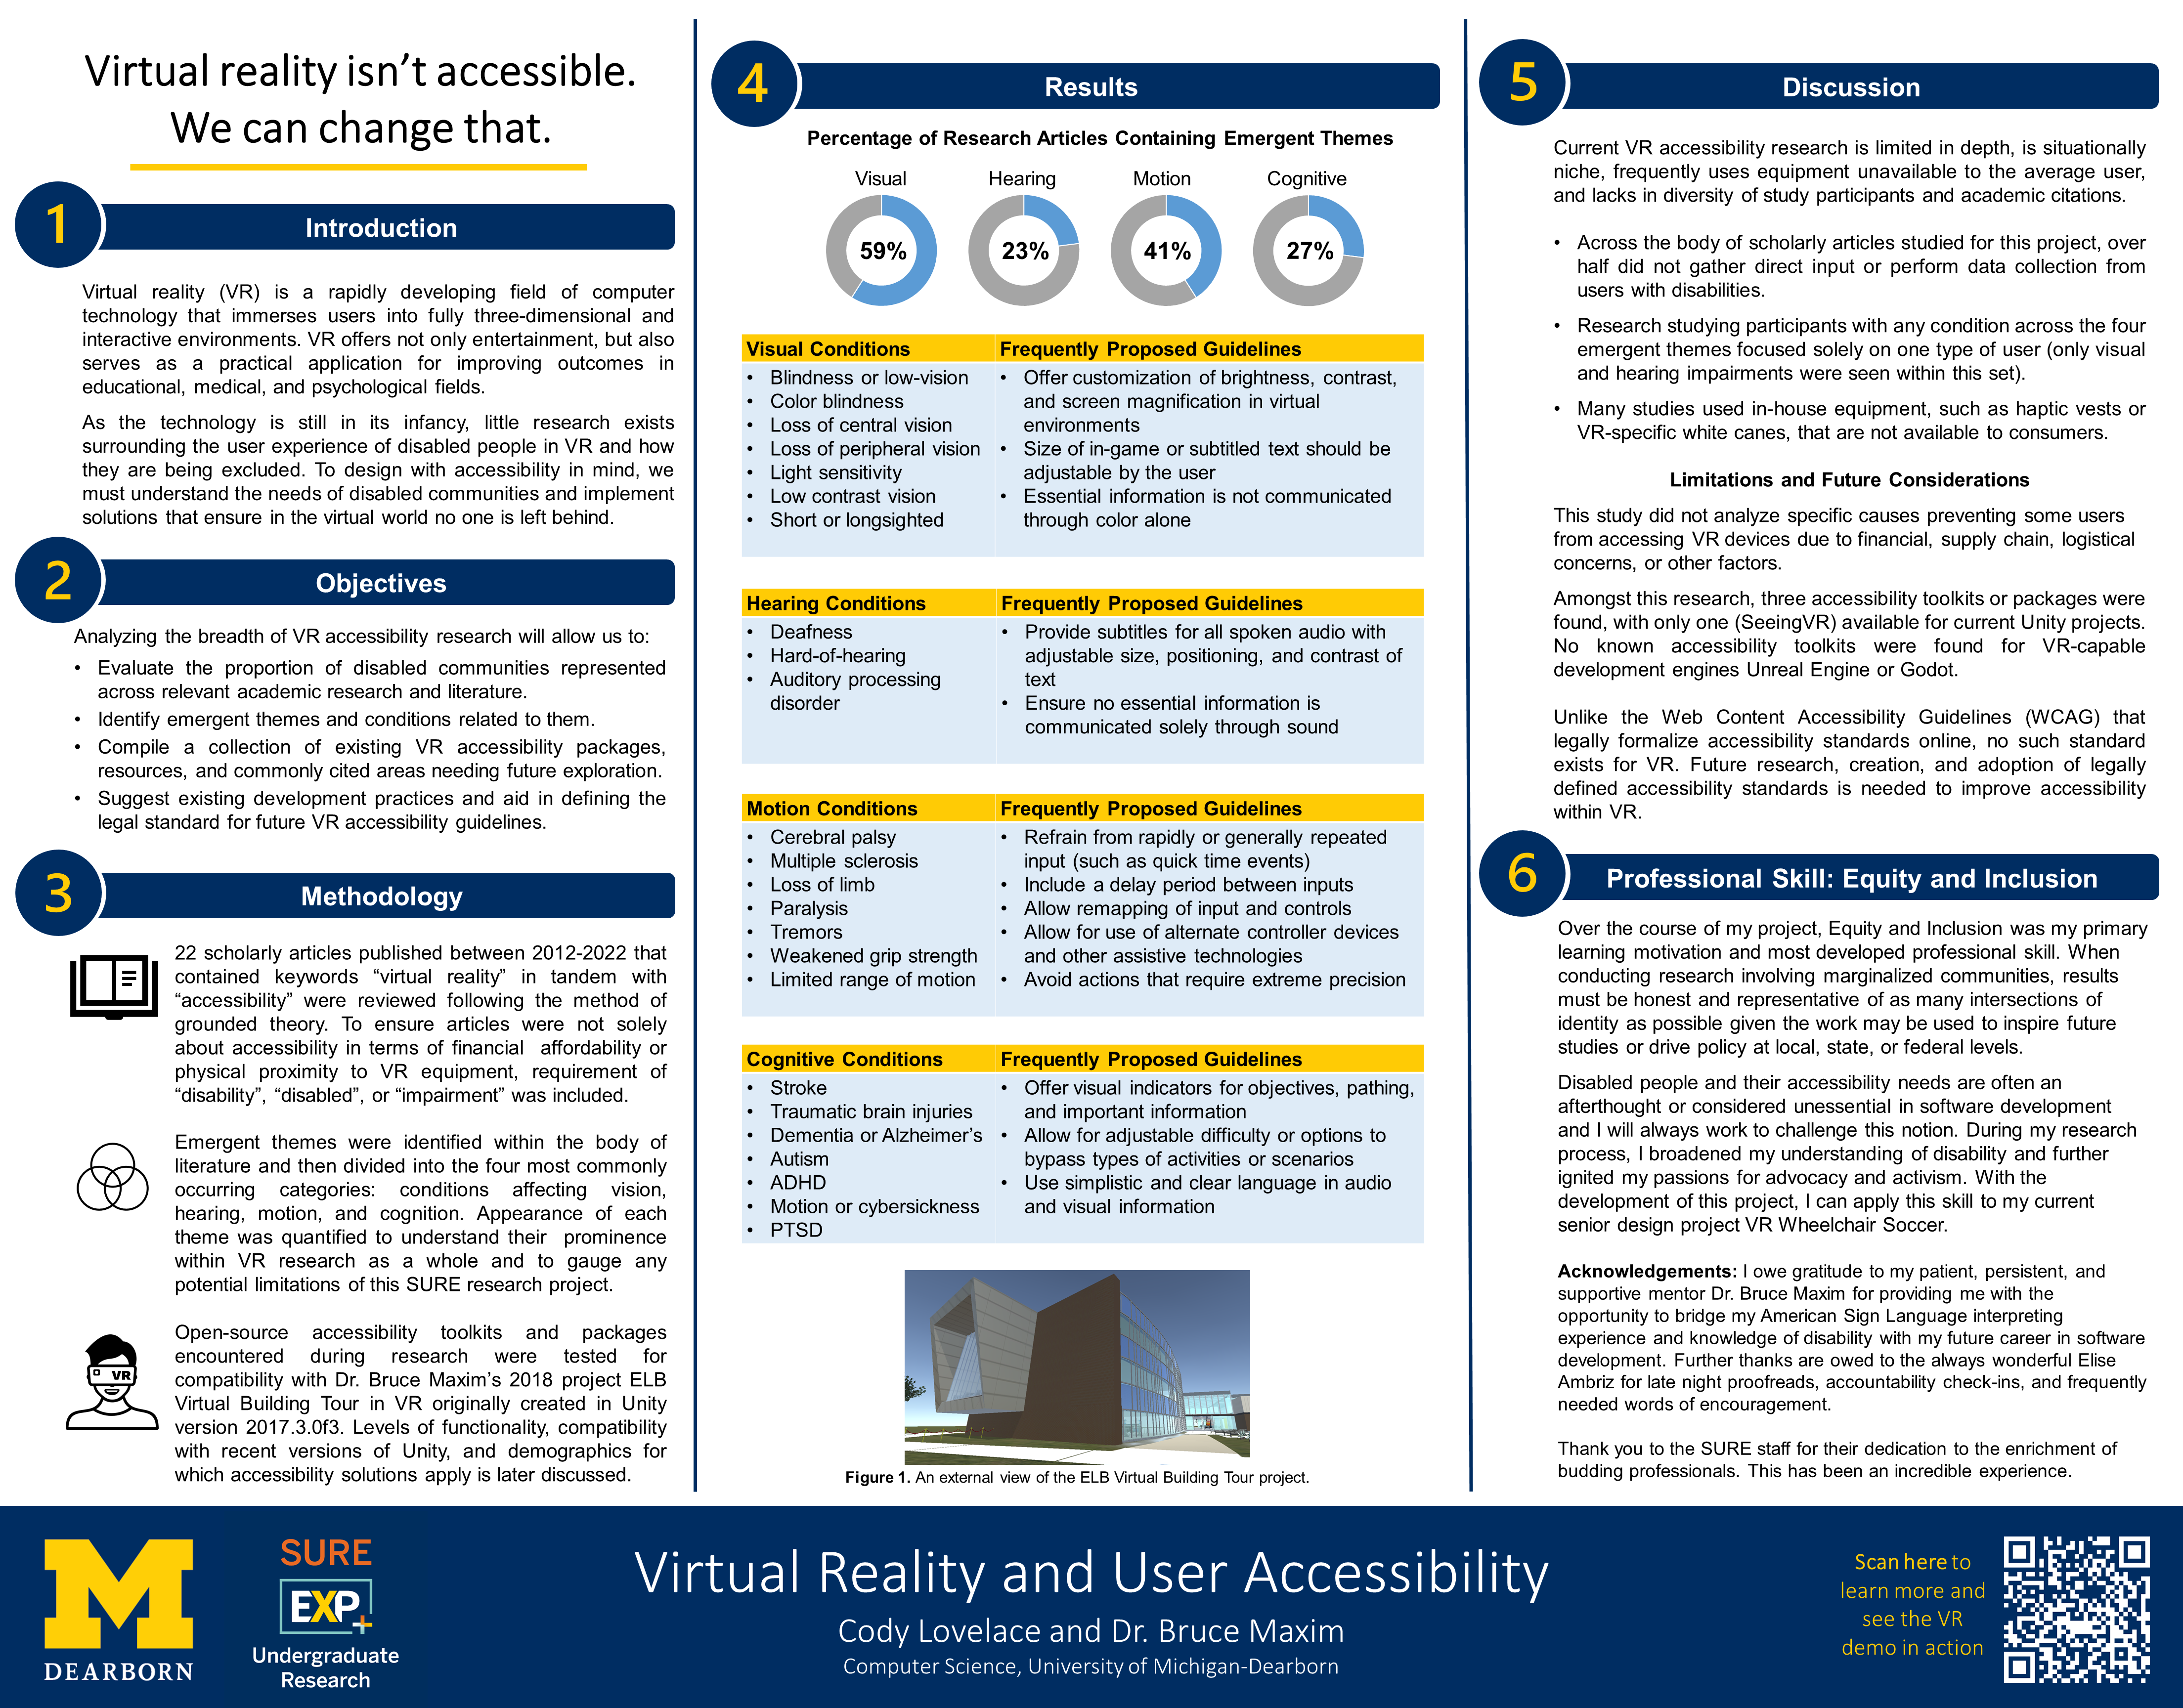 Virtual reality isn’t accessible.
We can change that.
1
Introduction
Virtual reality (VR) is a rapidly developing field of computer
technology that immerses users into fully three-dimensional and
interactive environments. VR offers not only entertainment, but also
serves as a practical application for improving outcomes in
educational, medical, and psychological fields.
As the technology is still in its infancy, little research exists
surrounding the user experience of disabled people in VR and how
they are being excluded. To design with accessibility in mind, we
must understand the needs of disabled communities and implement
solutions that ensure in the virtual world no one is left behind.
2
Objectives
Analyzing the breadth of VR accessibility research will allow us to:
• Evaluate the proportion of disabled communities represented
across relevant academic research and literature.
• Identify emergent themes and conditions related to them.
• Compile a collection of existing VR accessibility packages,
resources, and commonly cited areas needing future exploration.
• Suggest existing development practices and aid in defining the
legal standard for future VR accessibility guidelines.
3
Methodology
22 scholarly articles published between 2012-2022 that
contained keywords “virtual reality” in tandem with
“accessibility” were reviewed following the method of
grounded theory. To ensure articles were not solely
about accessibility in terms of financial affordability or
physical proximity to VR equipment, requirement of
“disability”, “disabled”, or “impairment” was included.
Emergent themes were identified within the body of
literature and then divided into the four most commonly
occurring categories: conditions affecting vision,
hearing, motion, and cognition. Appearance of each
theme was quantified to understand their prominence
within VR research as a whole and to gauge any
potential limitations of this SURE research project.
VR
Open-source accessibility toolkits and packages
encountered during research were tested for
compatibility with Dr. Bruce Maxim’s 2018 project ELB
Virtual Building Tour in VR originally created in Unity
version 2017.3.0f3. Levels of functionality, compatibility
with recent versions of Unity, and demographics for
which accessibility solutions apply is later discussed.
4
Results
Percentage of Research Articles Containing Emergent Themes
Visual Hearing Motion Cognitive
59% 23% 41% 27%
Visual Conditions
• Blindness or low-vision
• Color blindness
• Loss of central vision
• Loss of peripheral vision
• Light sensitivity
• Low contrast vision
• Short or longsighted
Frequently Proposed Guidelines
• Offer customization of brightness, contrast,
and screen magnification in virtual
environments
• Size of in-game or subtitled text should be
adjustable by the user
• Essential information is not communicated
through color alone
Hearing Conditions
• Deafness
• Hard-of-hearing
• Auditory processing
disorder
Frequently Proposed Guidelines
• Provide subtitles for all spoken audio with
adjustable size, positioning, and contrast of
text
• Ensure no essential information is
communicated solely through sound
Motion Conditions
• Cerebral palsy
• Multiple sclerosis
• Loss of limb
• Paralysis
• Tremors
• Weakened grip strength
• Limited range of motion
Frequently Proposed Guidelines
• Refrain from rapidly or generally repeated
input (such as quick time events)
• Include a delay period between inputs
• Allow remapping of input and controls
• Allow for use of alternate controller devices
and other assistive technologies
• Avoid actions that require extreme precision
Cognitive Conditions
• Stroke
• Traumatic brain injuries
• Dementia or Alzheimer’s
• Autism
• ADHD
• Motion or cybersickness
• PTSD
Frequently Proposed Guidelines
• Offer visual indicators for objectives, pathing,
and important information
• Allow for adjustable difficulty or options to
bypass types of activities or scenarios
• Use simplistic and clear language in audio
and visual information
Figure 1. An external view of the ELB Virtual Building Tour project.
5
Discussion
Current VR accessibility research is limited in depth, is situationally
niche, frequently uses equipment unavailable to the average user,
and lacks in diversity of study participants and academic citations.
• Across the body of scholarly articles studied for this project, over
half did not gather direct input or perform data collection from
users with disabilities.
• Research studying participants with any condition across the four
emergent themes focused solely on one type of user (only visual
and hearing impairments were seen within this set).
• Many studies used in-house equipment, such as haptic vests or
VR-specific white canes, that are not available to consumers.
Limitations and Future Considerations
This study did not analyze specific causes preventing some users
from accessing VR devices due to financial, supply chain, logistical
concerns, or other factors.
Amongst this research, three accessibility toolkits or packages were
found, with only one (SeeingVR) available for current Unity projects.
No known accessibility toolkits were found for VR-capable
development engines Unreal Engine or Godot.
Unlike the Web Content Accessibility Guidelines (WCAG) that
legally formalize accessibility standards online, no such standard
exists for VR. Future research, creation, and adoption of legally
defined accessibility standards is needed to improve accessibility
within VR.
6
Professional Skill: Equity and Inclusion
Over the course of my project, Equity and Inclusion was my primary
learning motivation and most developed professional skill. When
conducting research involving marginalized communities, results
must be honest and representative of as many intersections of
identity as possible given the work may be used to inspire future
studies or drive policy at local, state, or federal levels.
Disabled people and their accessibility needs are often an
afterthought or considered unessential in software development
and I will always work to challenge this notion. During my research
process, I broadened my understanding of disability and further
ignited my passions for advocacy and activism. With the
development of this project, I can apply this skill to my current
senior design project VR Wheelchair Soccer.
Acknowledgements: I owe gratitude to my patient, persistent, and
supportive mentor Dr. Bruce Maxim for providing me with the
opportunity to bridge my American Sign Language interpreting
experience and knowledge of disability with my future career in software
development. Further thanks are owed to the always wonderful Elise
Ambriz for late night proofreads, accountability check-ins, and frequently
needed words of encouragement.
Thank you to the SURE staff for their dedication to the enrichment of
budding professionals. This has been an incredible experience.
M
DEARBORN
SURE
EXP+
Undergraduate
Research
Virtual Reality and User Accessibility
Cody Lovelace and Dr. Bruce Maxim
Computer Science, University of Michigan-Dearborn
Scan here to
learn more and
see the VR
demo in action